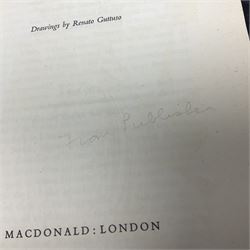 Drawings by Renato Guttuso
From Publisher
MACDONALD : LONDON